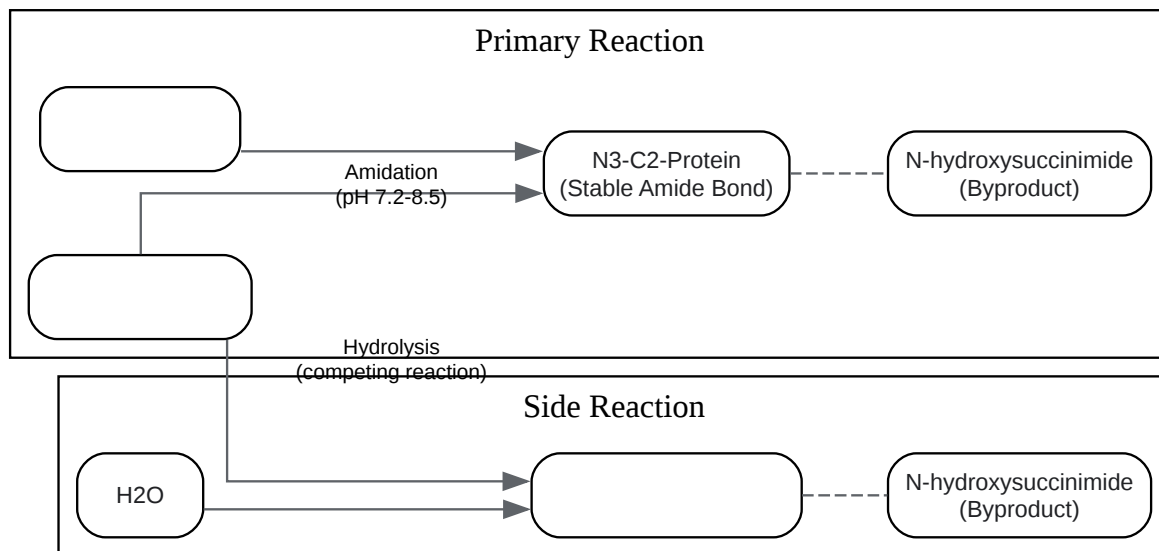 Primary Reaction
N3-C2-Protein
(Stable Amide Bond)
N-hydroxysuccinimide
(Byproduct)
Amidation
(pH 7.2-8.5)
Hydrolysis
(competing reaction)
Side Reaction
H2O
N-hydroxysuccinimide
(Byproduct)